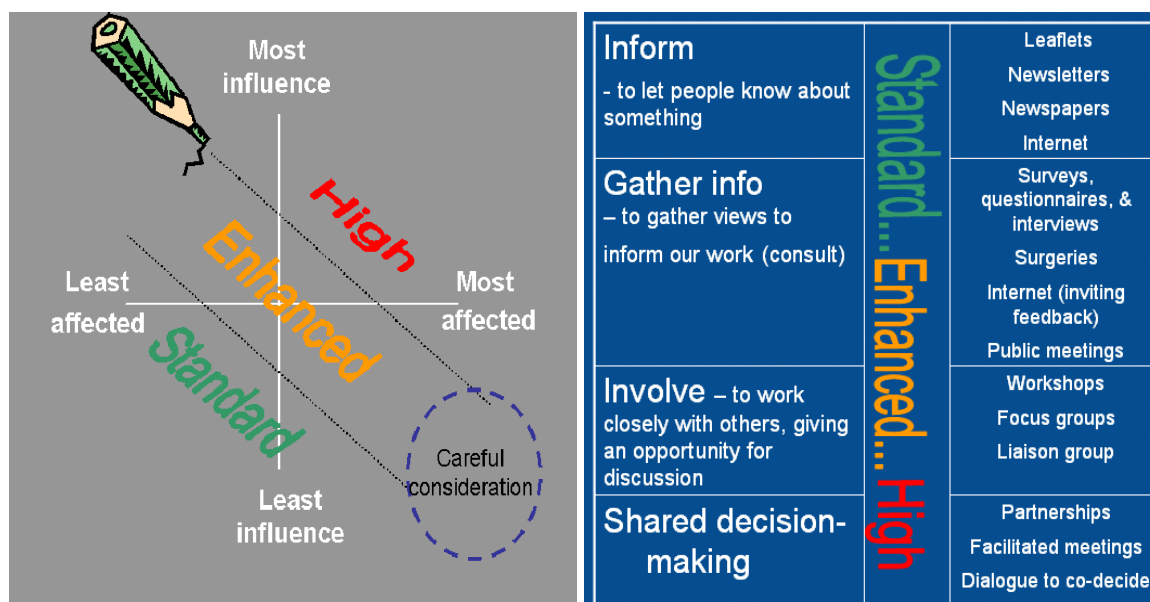 Most
influence
High
Enhanced
Standard
Least
affected
Most
affected
Careful
consideration
Least
influence
Inform
- to let people know about
something
Gather info
– to gather views to
inform our work (consult)
Involve – to work
closely with others, giving
an opportunity for
discussion
Shared decision-
making
Standard... Enhanced... High
Leaflets
Newsletters
Newspapers
Internet
Surveys,
questionnaires, &
interviews
Surgeries
Internet (inviting
feedback)
Public meetings
Workshops
Focus groups
Liaison group
Partnerships
Facilitated meetings
Dialogue to co-decide